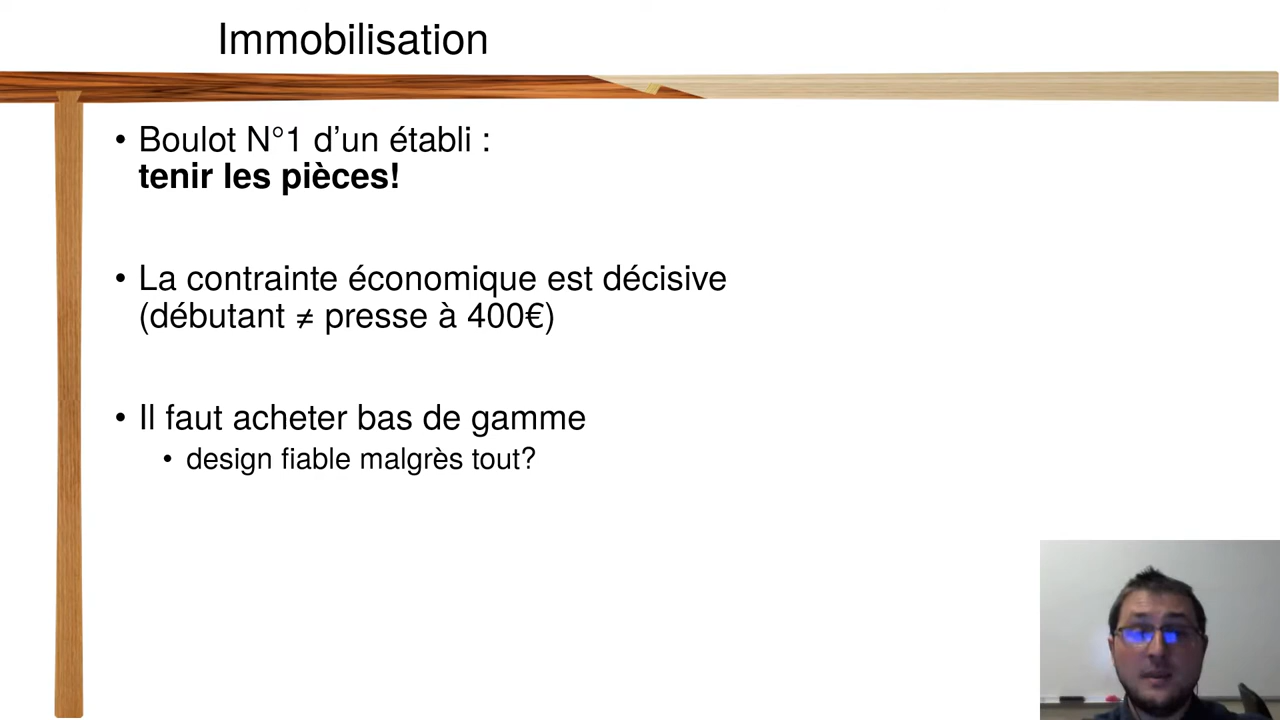 Immobilisation
• Boulot N°1 d’un établi :
tenir les pièces!
• La contrainte économique est décisive
(débutant ≠ presse à 400€)
• Il faut acheter bas de gamme
• design fiable malgrès tout?